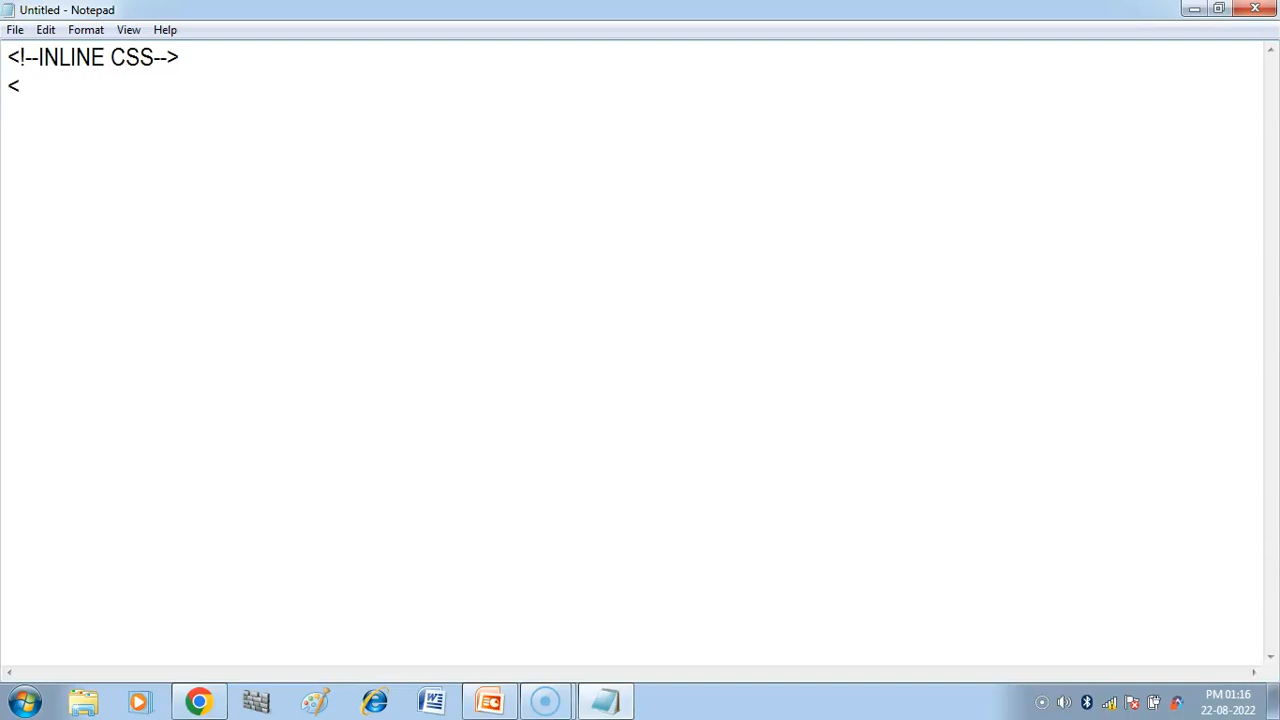 Untitled - Notepad
File Edit Format View Help
<!--INLINE CSS-->
<
PM 01:16
22-08-2022